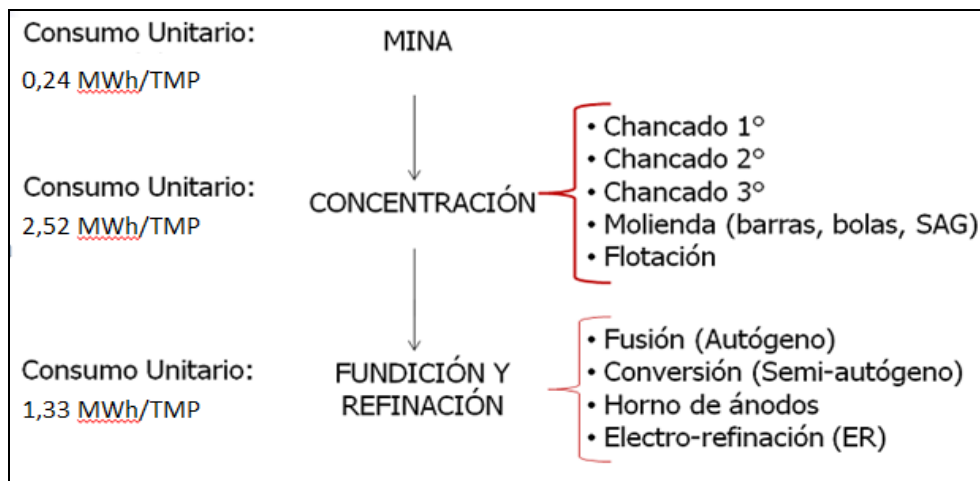 Consumo Unitario:
0,24 MWh/TMP
MINA
Consumo Unitario:
2,52 MWh/TMP
CONCENTRACIÓN
• Chancado 1°
• Chancado 2°
• Chancado 3°
• Molienda (barras, bolas, SAG)
• Flotación
Consumo Unitario:
1,33 MWh/TMP
FUNDICIÓN Y
REFINACIÓN
• Fusión (Autógeno)
• Conversión (Semi-autógeno)
• Horno de ánodos
• Electro-refinación (ER)